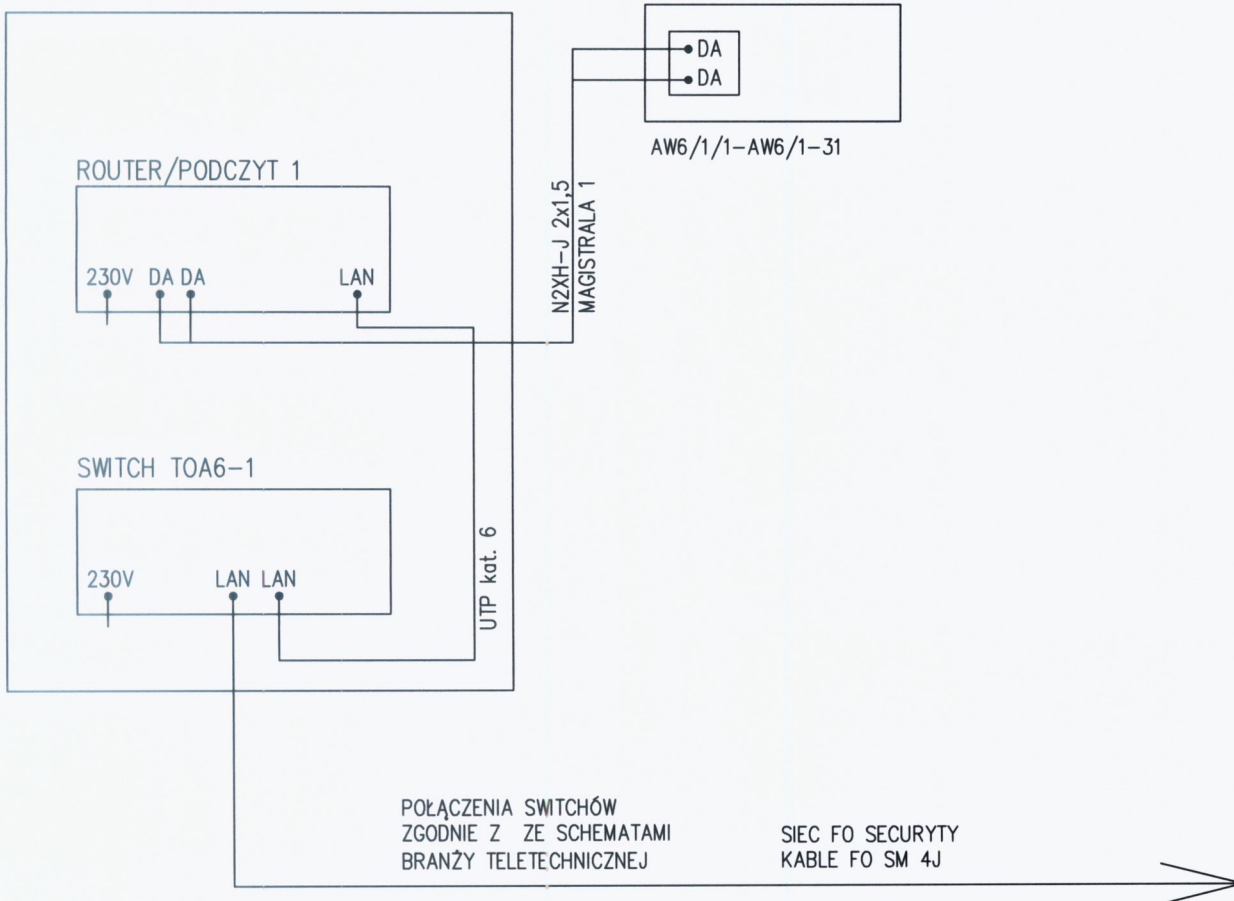 DA
DA
AW6/1/1-AW6/1-31
ROUTER/PODCZYT 1
230V DA DA LAN
N2XH-J 2x1,5
MAGISTRALA 1
SWITCH TOA6-1
230V LAN LAN
UTP kat. 6
POŁĄCZENIA SWITCHÓW
ZGODNIE Z ZE SCHEMATAMI
BRANŻY TELETECHNICZNEJ
SIEC FO SECURYTY
KABLE FO SM 4J